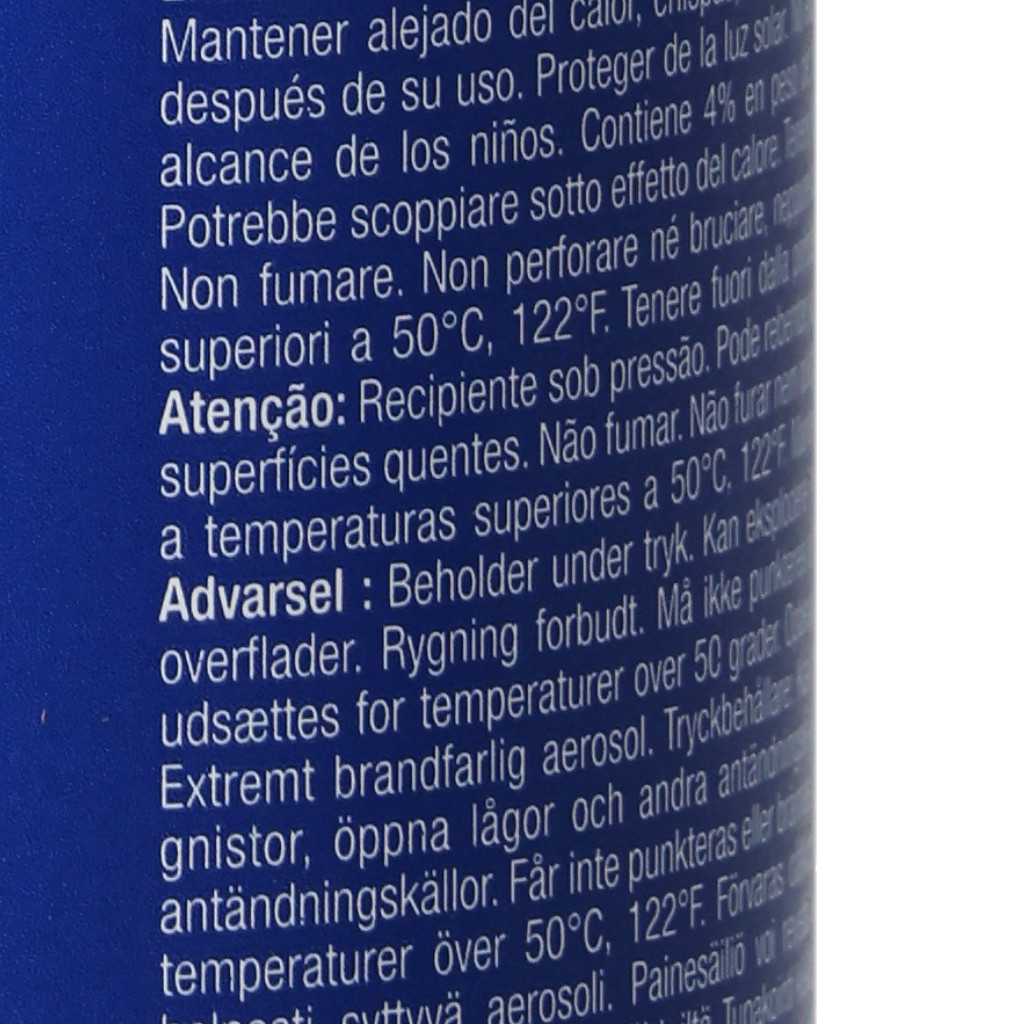 Mantener alejado del calor,
después de su uso. Proteger de la luz solar.
alcance de los niños. Contiene 4% en peso
Potrebbe scoppiare sotto effetto del calore.
Non fumare. Non perforare né bruciare,
superiori a 50°C, 122°F. Tenere fuori dalla
Atenção: Recipiente sob pressão. Pode
superfícies quentes. Não fumar. Não furar nem
a temperaturas superiores a 50°C, 122°F.
Advarsel : Beholder under tryk. Kan eksplodere
overflader. Rygning forbudt. Må ikke punkteres
udsættes for temperaturer over 50 grader.
Extremt brandfarlig aerosol. Tryckbehållare:
gnistor, öppna lågor och andra
antändningskällor. Får inte punkteras eller
temperaturer över 50°C, 122°F. Förvaras
syttyvä aerosoli. Painesäiliö voi